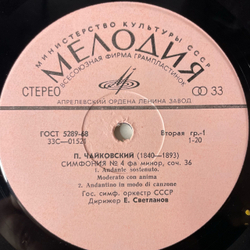 МИНИСТЕРСТВО КУЛЬТУРЫ СССР
МЕЛОДИЯ
ВСЕСОЮЗНАЯ ФИРМА ГРАМПЛАСТИНОК
СТЕРЕО
33
АПРЕЛЕВСКИЙ ОРДЕНА ЛЕНИНА ЗАВОД
ГОСТ 5289-68
Вторая гр.-1
33С—01525
1-20
П. ЧАЙКОВСКИЙ (1840—1893)
СИМФОНИЯ № 4 фа минор, соч. 36
1. Andante sostenuto.
Moderato con anima
2. Andantino in modo di canzone
Гос. симф. оркестр СССР
Дирижер Е. Светланов